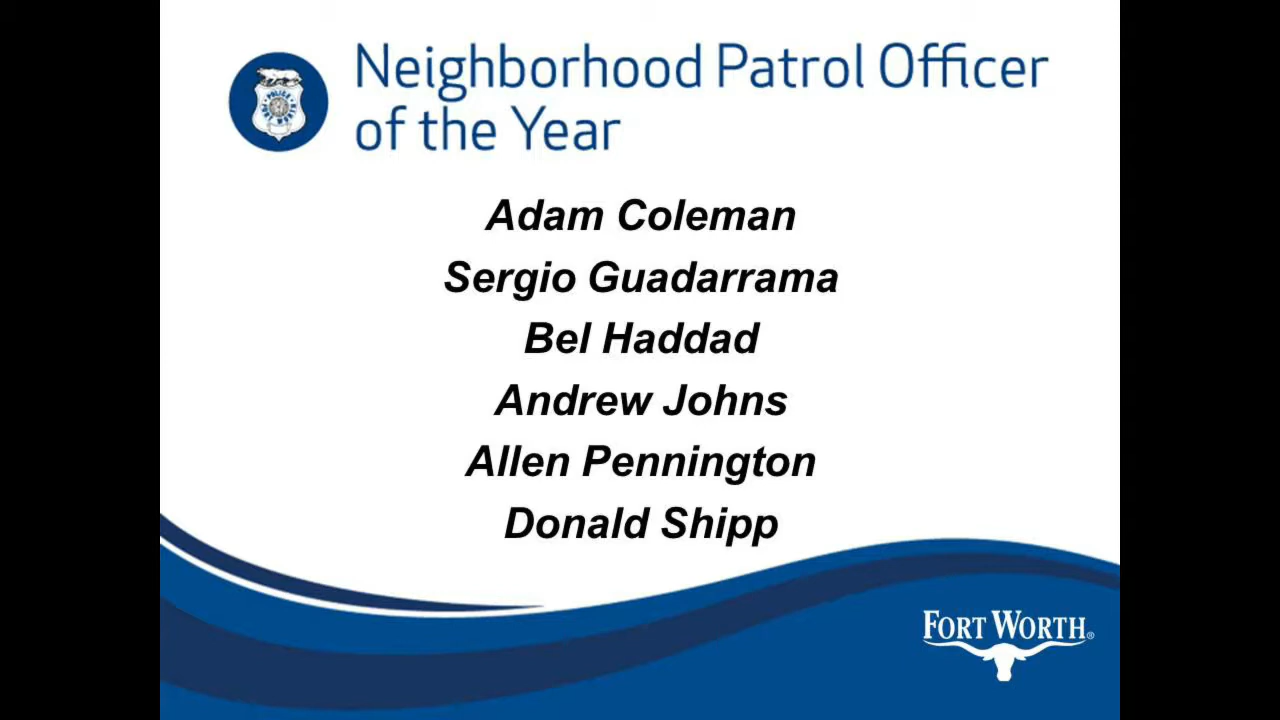 Neighborhood Patrol Officer
of the Year
Adam Coleman
Sergio Guadarrama
Bel Haddad
Andrew Johns
Allen Pennington
Donald Shipp
FORT WORTH®